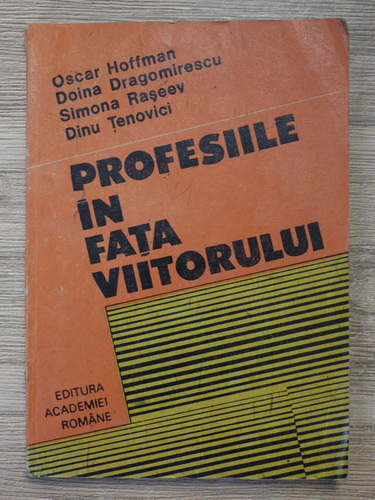 Oscar Hoffman
Doina Dragomirescu
Simona Rașeev
Dinu Țenovici
PROFESIILE
ÎN
FAȚA
VIITORULUI
EDITURA
ACADEMIEI
ROMÂNE